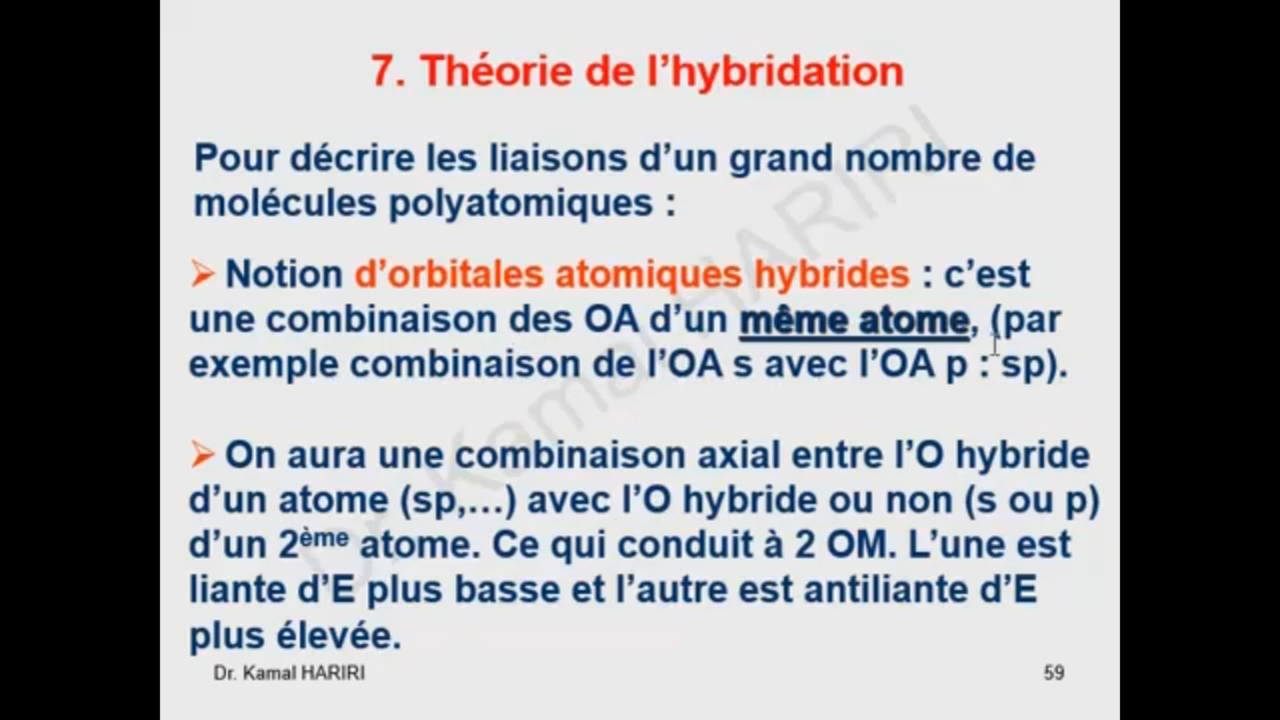 7. Théorie de l’hybridation
Pour décrire les liaisons d’un grand nombre de
molécules polyatomiques :
➢ Notion d’orbitales atomiques hybrides : c’est
une combinaison des OA d’un même atome, (par
exemple combinaison de l’OA s avec l’OA p : sp).
➢ On aura une combinaison axial entre l’O hybride
d’un atome (sp,...) avec l’O hybride ou non (s ou p)
d’un 2ème atome. Ce qui conduit à 2 OM. L’une est
liante d’E plus basse et l’autre est antiliante d’E
plus élevée.
Dr. Kamal HARIRI
Dr. Kamal HARIRI 59